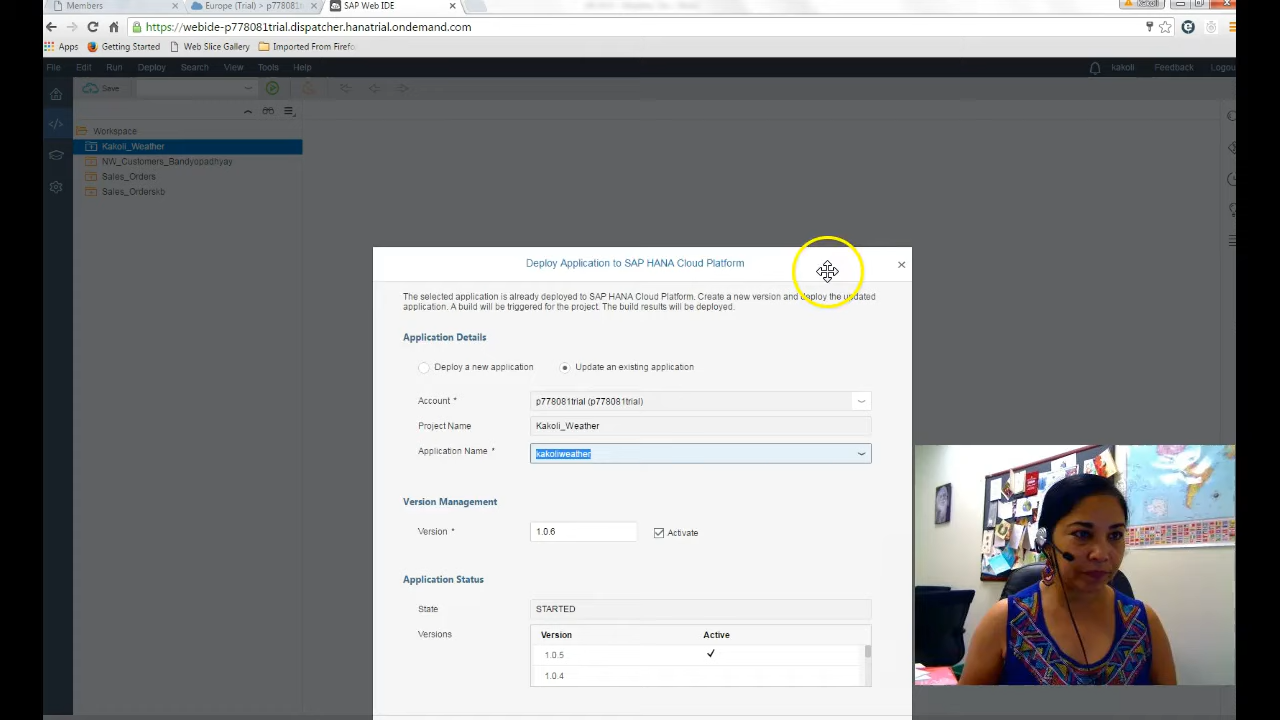 Members
Europe (Trial) > p778081tr
SAP Web IDE
kakoli
https://webide-p778081trial.dispatcher.hanatrial.ondemand.com
Apps Getting Started Web Slice Gallery Imported From Firefo
File Edit Run Deploy Search View Tools Help kakoli Feedback Logou
Save
Workspace
Kakoli_Weather
NW_Customers_Bandyopadhyay
Sales_Orders
Sales_Orderskb
Deploy Application to SAP HANA Cloud Platform
The selected application is already deployed to SAP HANA Cloud Platform. Create a new version and deploy the updated
application. A build will be triggered for the project. The build results will be deployed.
Application Details
Deploy a new application Update an existing application
Account * p778081trial (p778081trial)
Project Name Kakoli_Weather
Application Name * kakoliweather
Version Management
Version * 1.0.6 Activate
Application Status
State STARTED
Versions Version Active
1.0.5
1.0.4